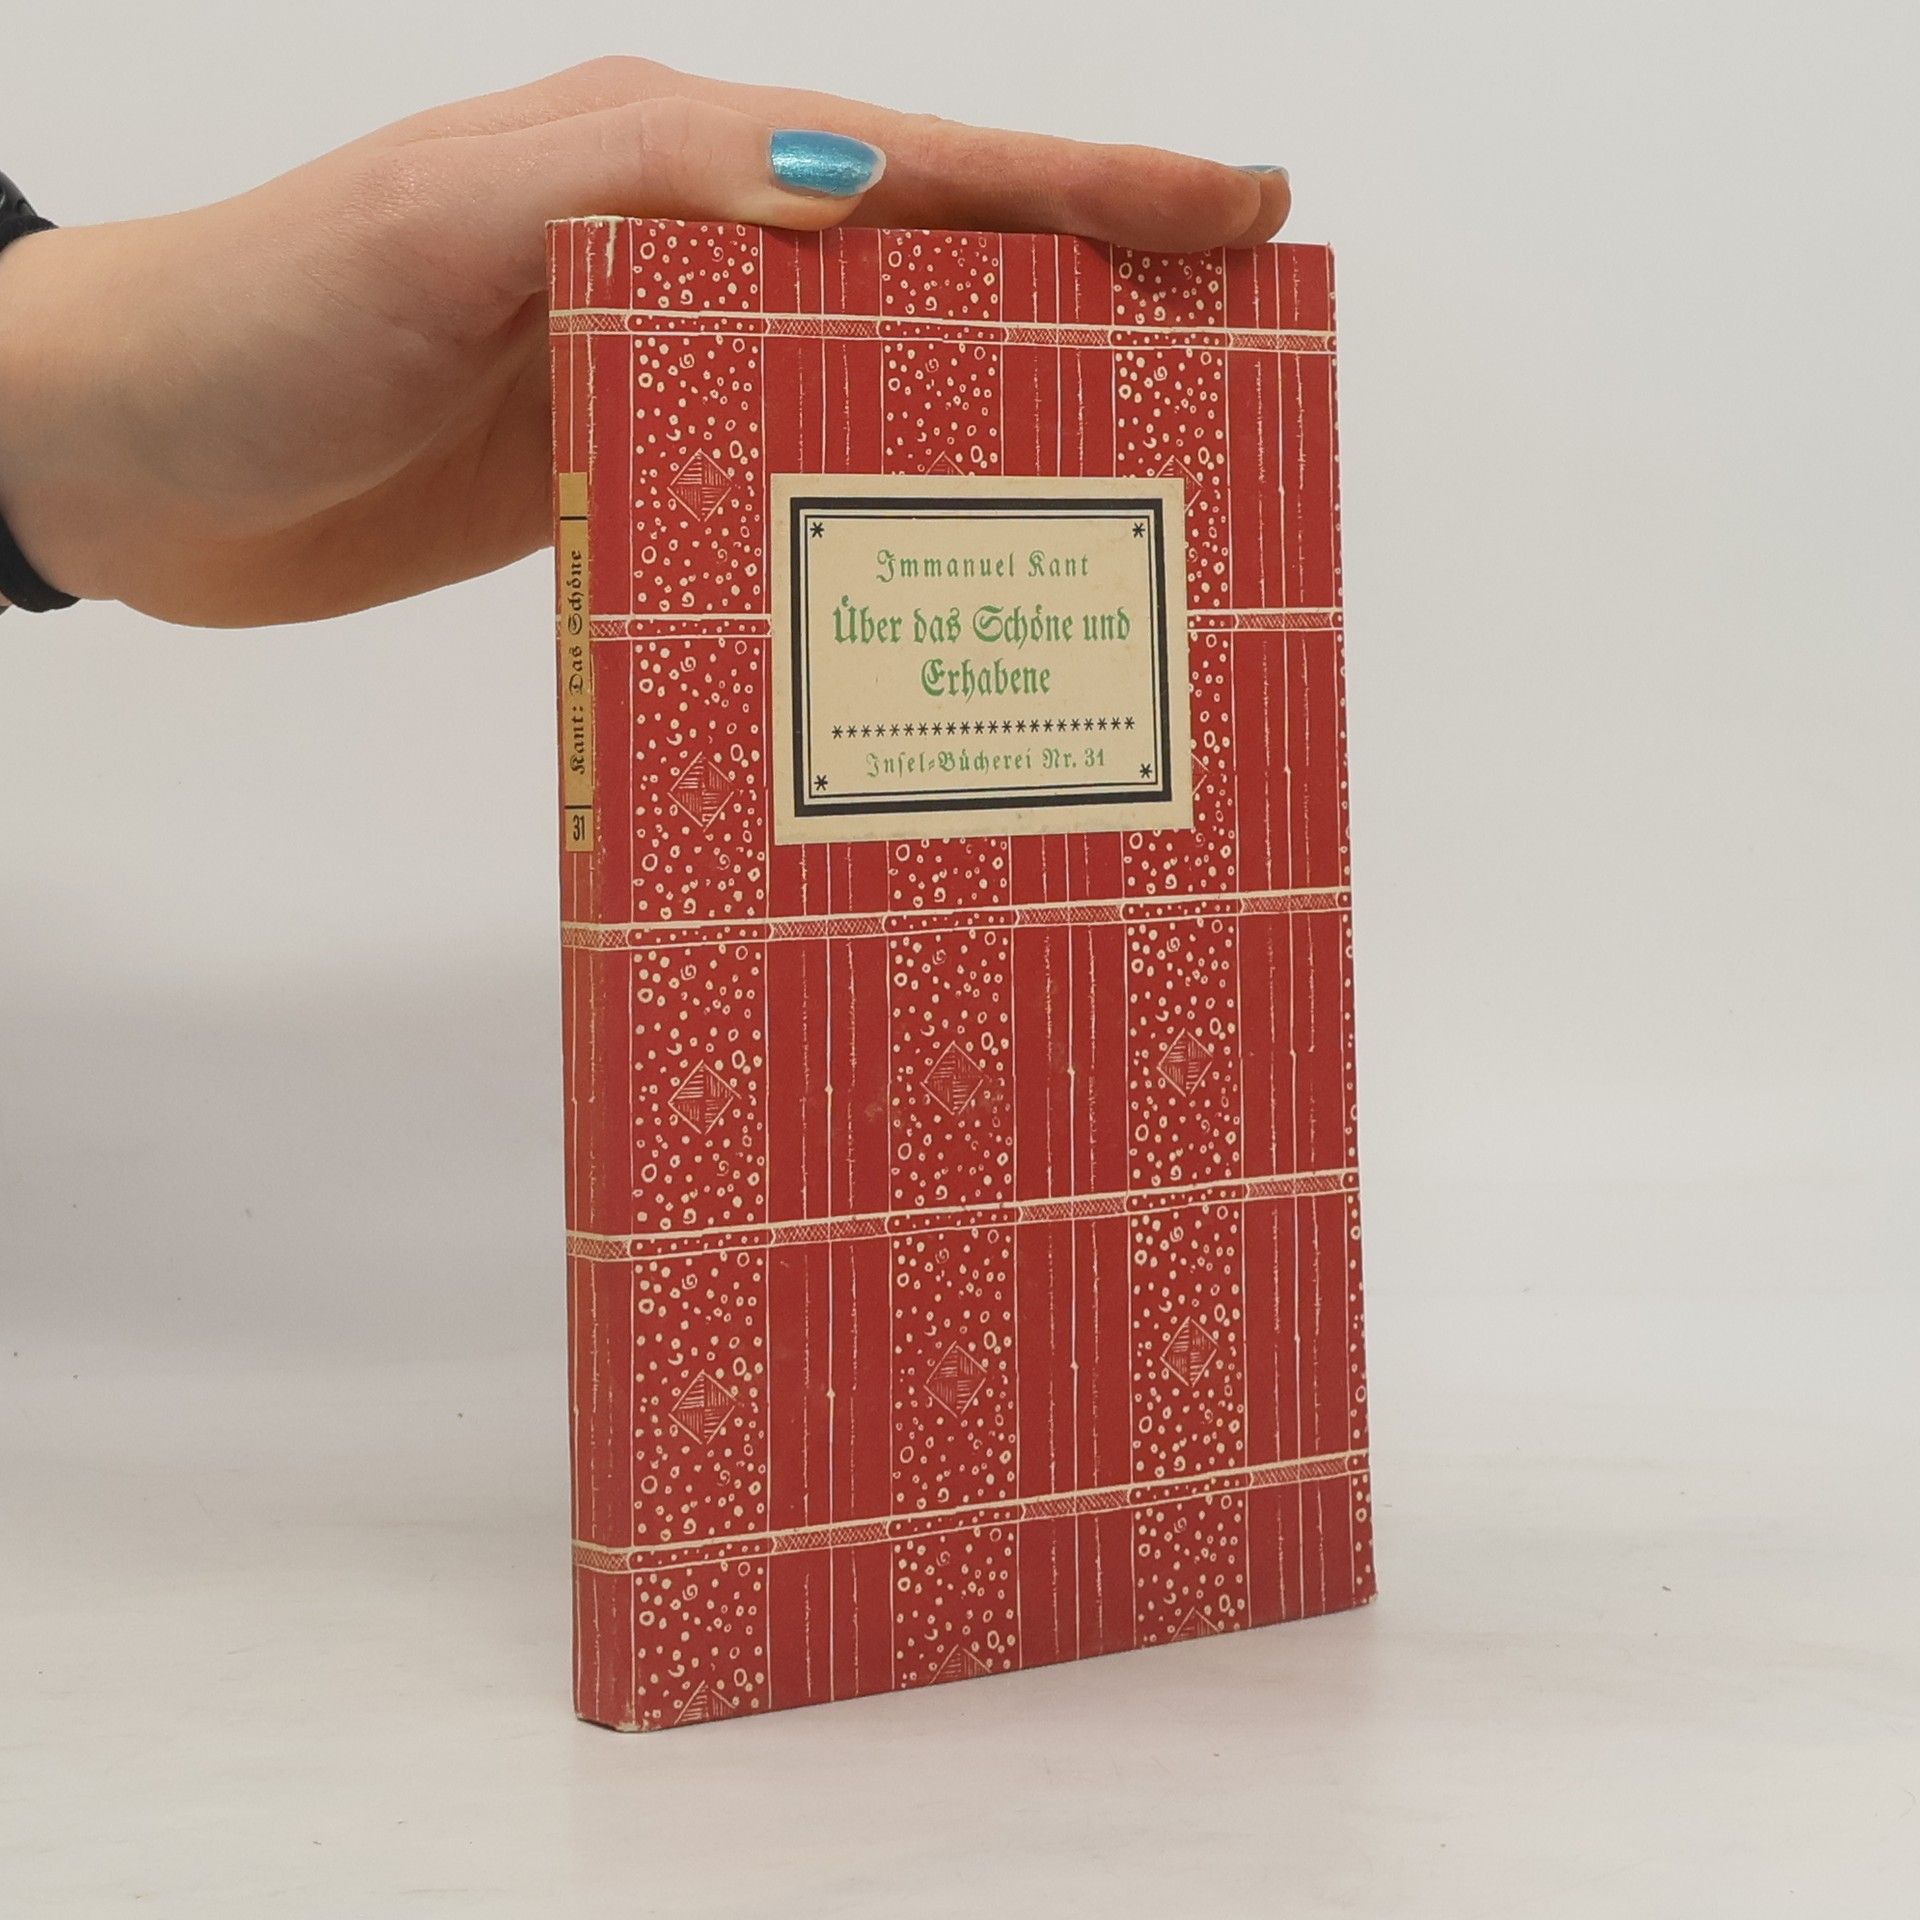 Immanuel Kant
Über das Schöne und
Erhabene
**********************
Insel-Bücherei Nr. 31
Kant: Das Schöne
31